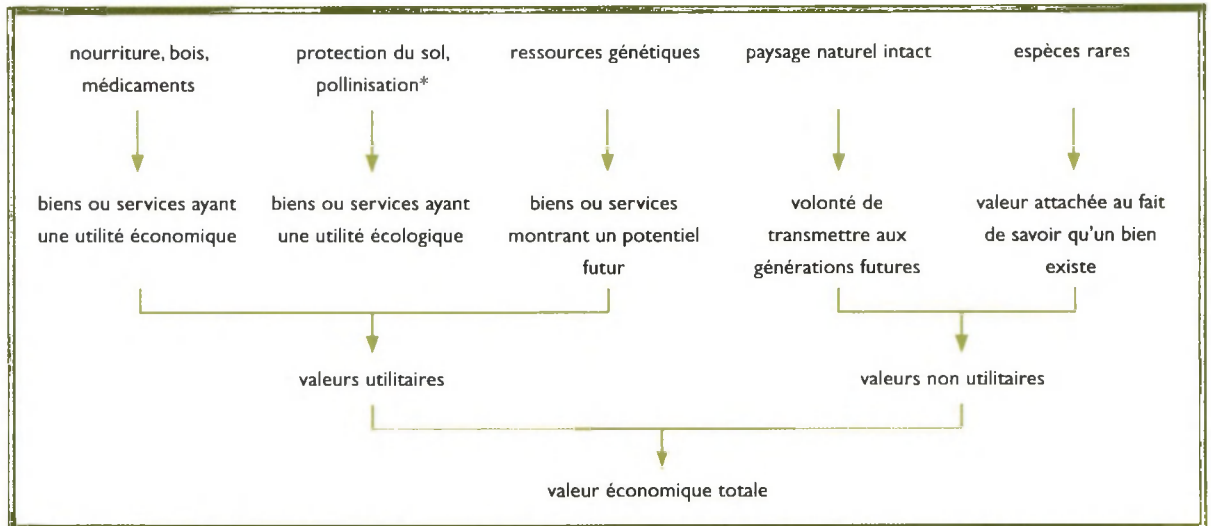 nourriture, bois,
médicaments
protection du sol,
pollinisation*
ressources génétiques
paysage naturel intact
espèces rares
biens ou services ayant
une utilité économique
biens ou services ayant
une utilité écologique
biens ou services
montrant un potentiel
futur
volonté de
transmettre aux
générations futures
valeur attachée au fait
de savoir qu'un bien
existe
valeurs utilitaires
valeurs non utilitaires
valeur économique totale